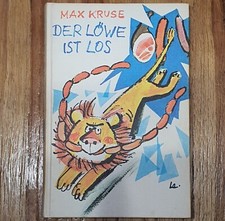 MAX KRUSE
DER LÖWE
IST LOS